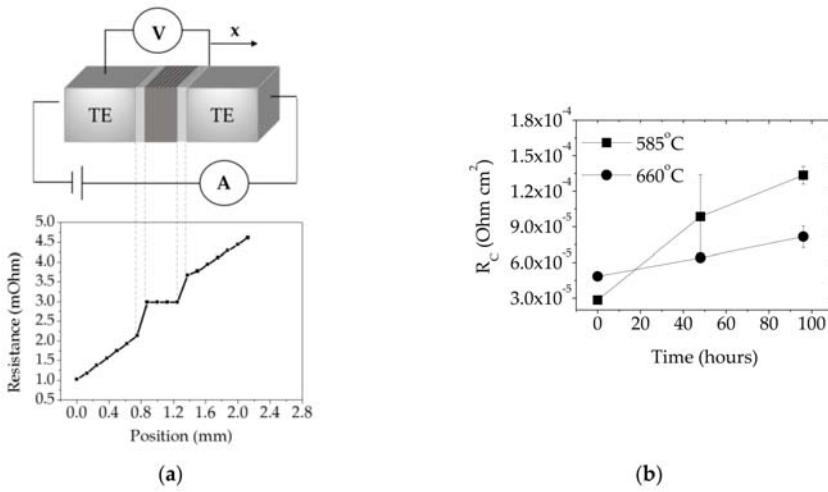 V
x
TE
TE
A
Resistance (mOhm)
5.0
4.5
4.0
3.5
3.0
2.5
2.0
1.5
1.0
0.5
0.0 0.4 0.8 1.2 1.6 2.0 2.4 2.8
Position (mm)
(a)
1.8x10⁻⁴
1.5x10⁻⁴
1.2x10⁻⁴
9.0x10⁻⁵
6.0x10⁻⁵
3.0x10⁻⁵
R_C (Ohm cm²)
585°C
660°C
0 20 40 60 80 100
Time (hours)
(b)